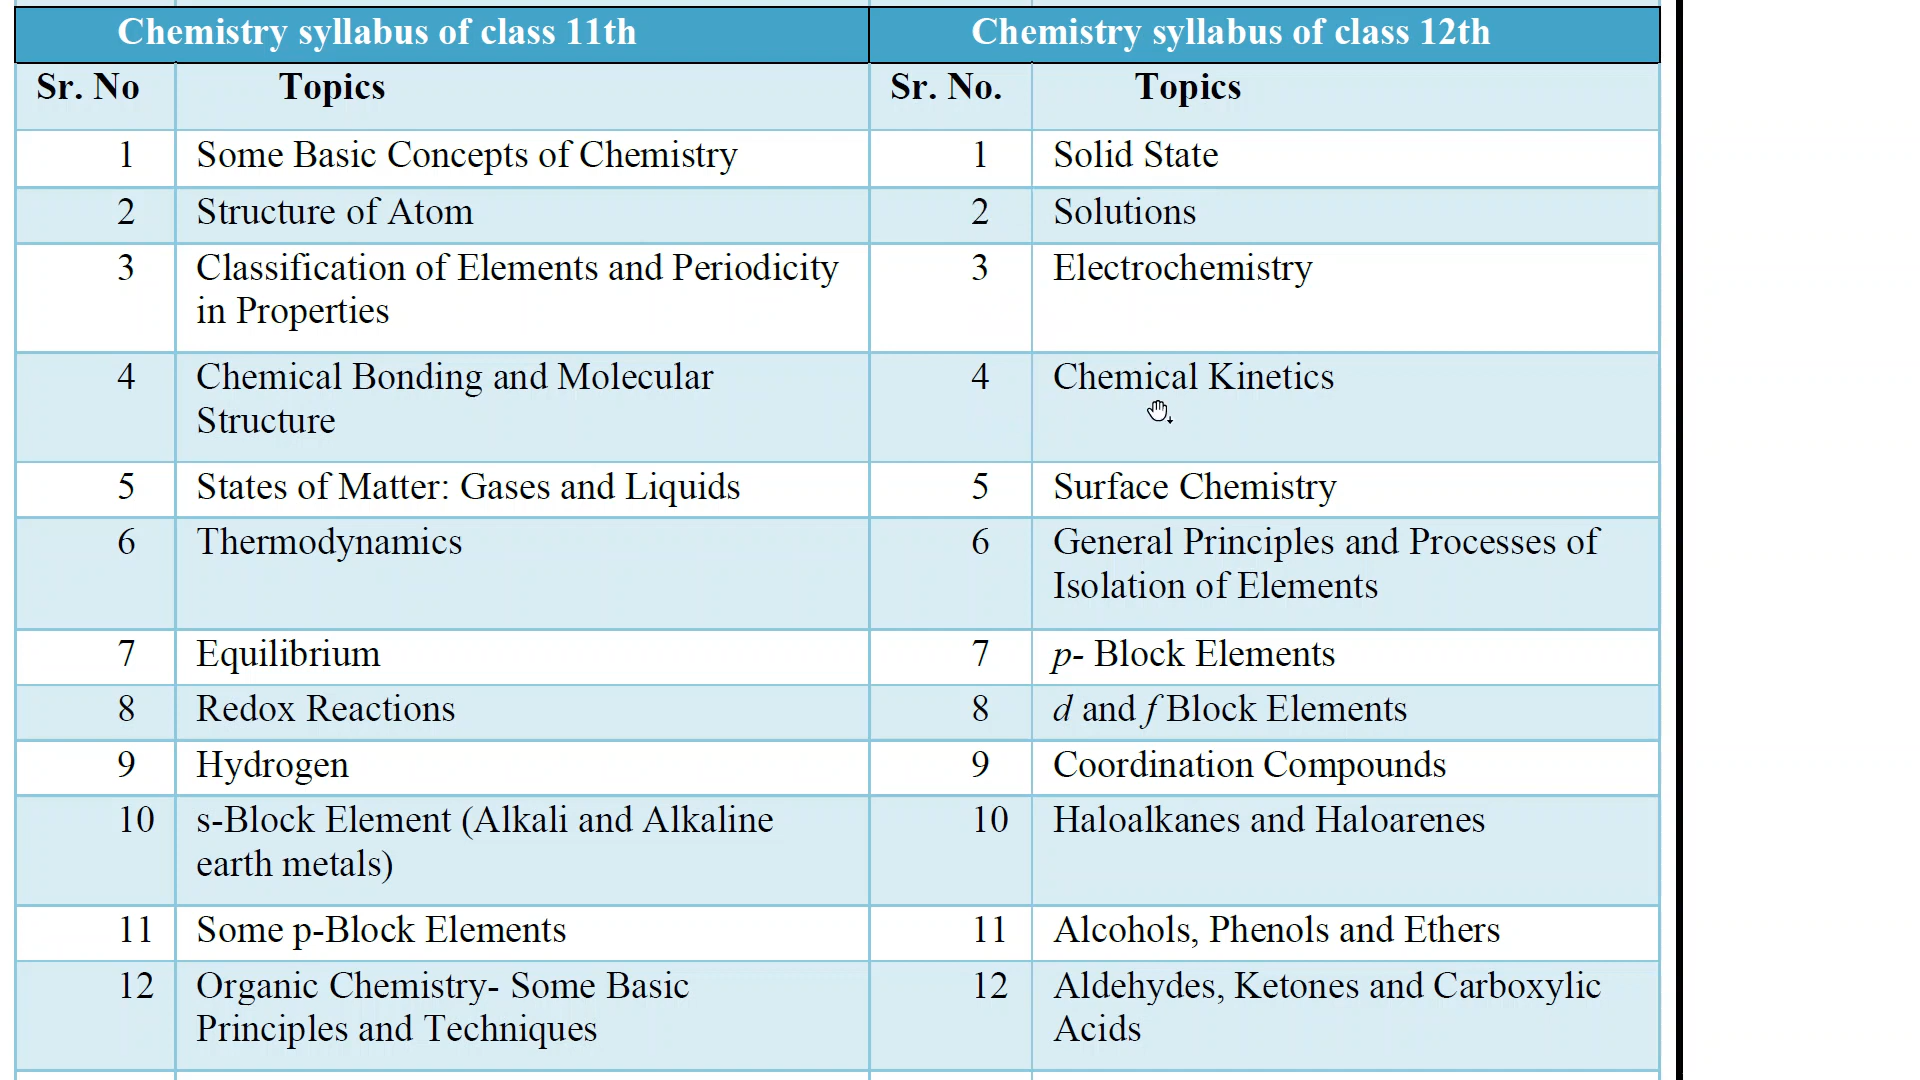 Chemistry syllabus of class 11th Chemistry syllabus of class 12th
Sr. No Topics Sr. No. Topics
1 Some Basic Concepts of Chemistry 1 Solid State
2 Structure of Atom 2 Solutions
3 Classification of Elements and Periodicity 3 Electrochemistry
in Properties
4 Chemical Bonding and Molecular 4 Chemical Kinetics
Structure
5 States of Matter: Gases and Liquids 5 Surface Chemistry
6 Thermodynamics 6 General Principles and Processes of
Isolation of Elements
7 Equilibrium 7 p- Block Elements
8 Redox Reactions 8 d and f Block Elements
9 Hydrogen 9 Coordination Compounds
10 s-Block Element (Alkali and Alkaline 10 Haloalkanes and Haloarenes
earth metals)
11 Some p-Block Elements 11 Alcohols, Phenols and Ethers
12 Organic Chemistry- Some Basic 12 Aldehydes, Ketones and Carboxylic
Principles and Techniques Acids